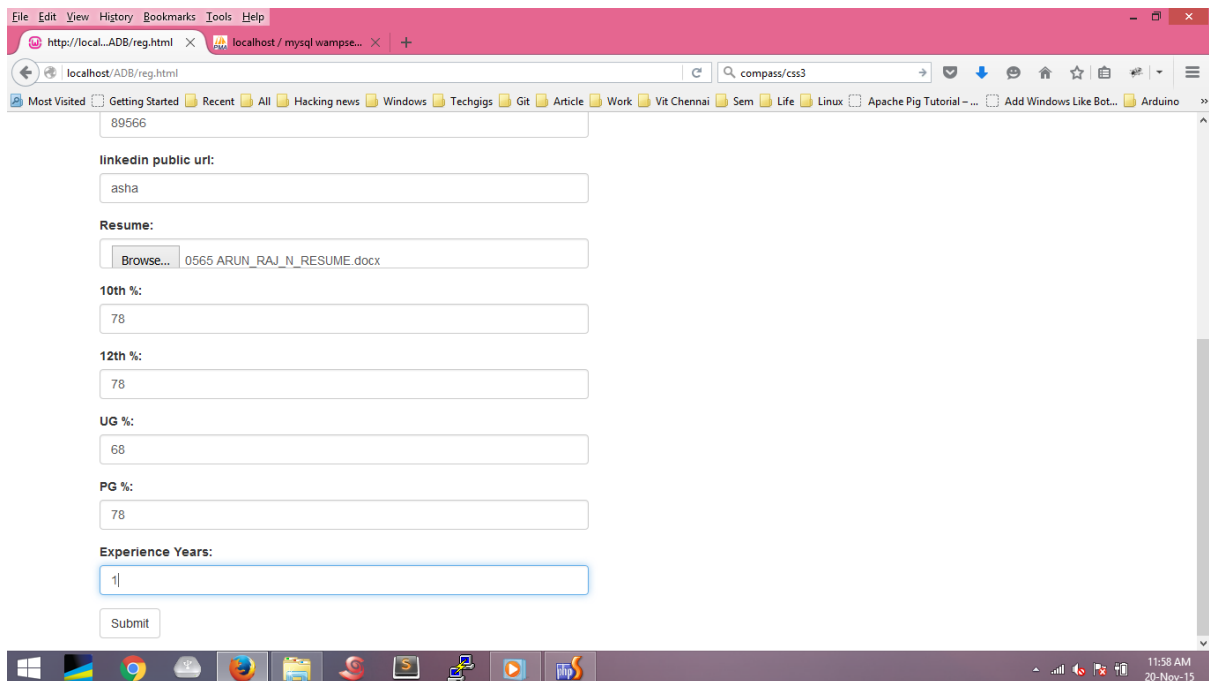 File Edit View History Bookmarks Tools Help
http://local...ADB/reg.html localhost / mysql wampse...
localhost/ADB/reg.html compass/css3
Most Visited Getting Started Recent All Hacking news Windows Techgigs Git Article Work Vit Chennai Sem Life Linux Apache Pig Tutorial – ... Add Windows Like Bot... Arduino
89566
linkedin public url:
asha
Resume:
Browse... 0565 ARUN_RAJ_N_RESUME.docx
10th %:
78
12th %:
78
UG %:
68
PG %:
78
Experience Years:
1
Submit
11:58 AM
20-Nov-15